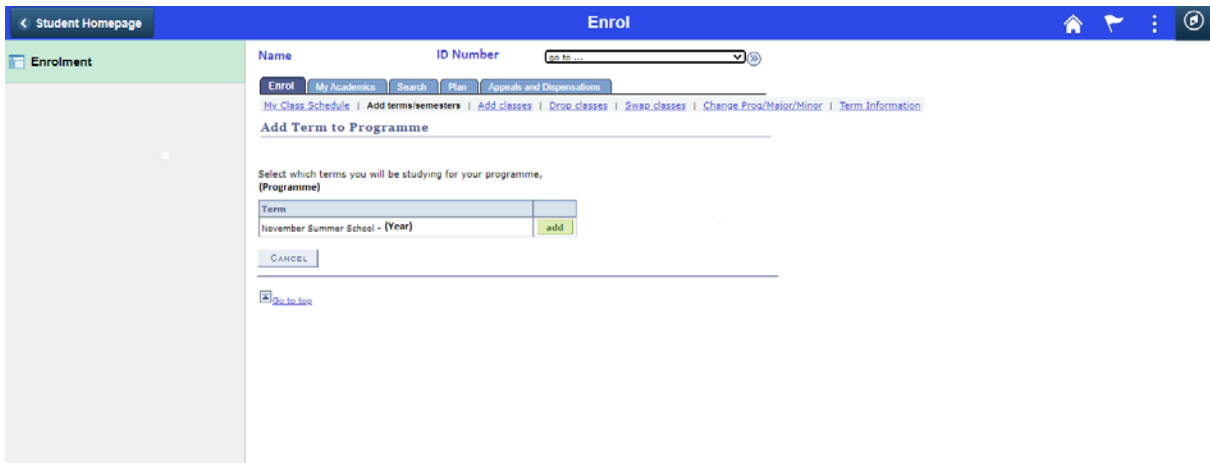 Student Homepage
Enrol
Enrolment
Name
ID Number
go to ...
Enrol
My Academics
Search
Plan
Appeals and Dispensations
My Class Schedule | Add terms/semesters | Add classes | Drop classes | Swap classes | Change Prog/Major/Minor | Term Information
Add Term to Programme
Select which terms you will be studying for your programme,
(Programme)
Term
November Summer School - (Year)
add
CANCEL
Go to top